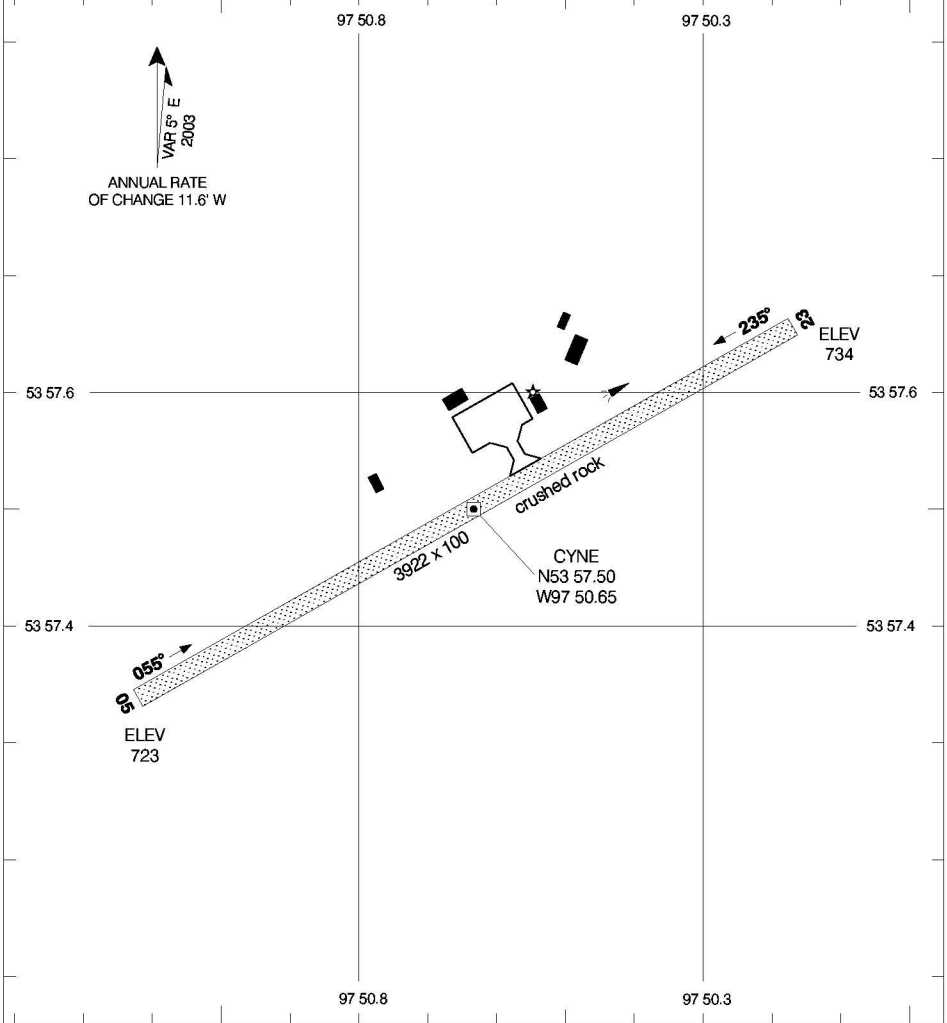 97 50.8
97 50.3
VAR 5° E
2003
ANNUAL RATE
OF CHANGE 11.6' W
235°
23
ELEV
734
53 57.6
53 57.6
crushed rock
3922 x 100
CYNE
N53 57.50
W97 50.65
53 57.4
53 57.4
055°
05
ELEV
723
97 50.8
97 50.3